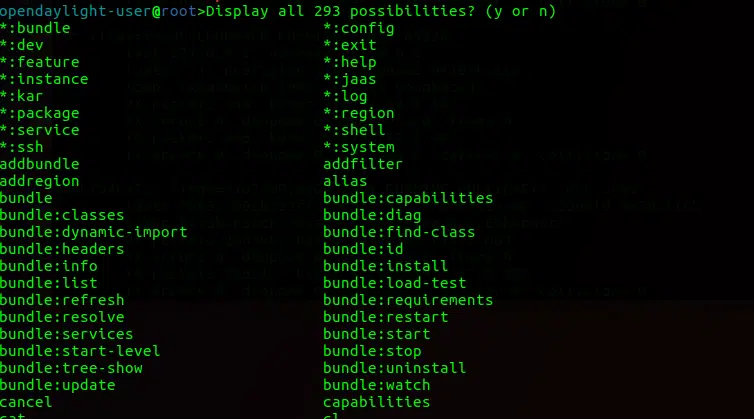 opendaylight-user@root>Display all 293 possibilities? (y or n)
*:bundle *:config
*:dev *:exit
*:feature *:help
*:instance *:jaas
*:kar *:log
*:package *:region
*:service *:shell
*:ssh *:system
addbundle addfilter
addregion alias
bundle bundle:capabilities
bundle:classes bundle:diag
bundle:dynamic-import bundle:find-class
bundle:headers bundle:id
bundle:info bundle:install
bundle:list bundle:load-test
bundle:refresh bundle:requirements
bundle:resolve bundle:restart
bundle:services bundle:start
bundle:start-level bundle:stop
bundle:tree-show bundle:uninstall
bundle:update bundle:watch
cancel capabilities
cat cl